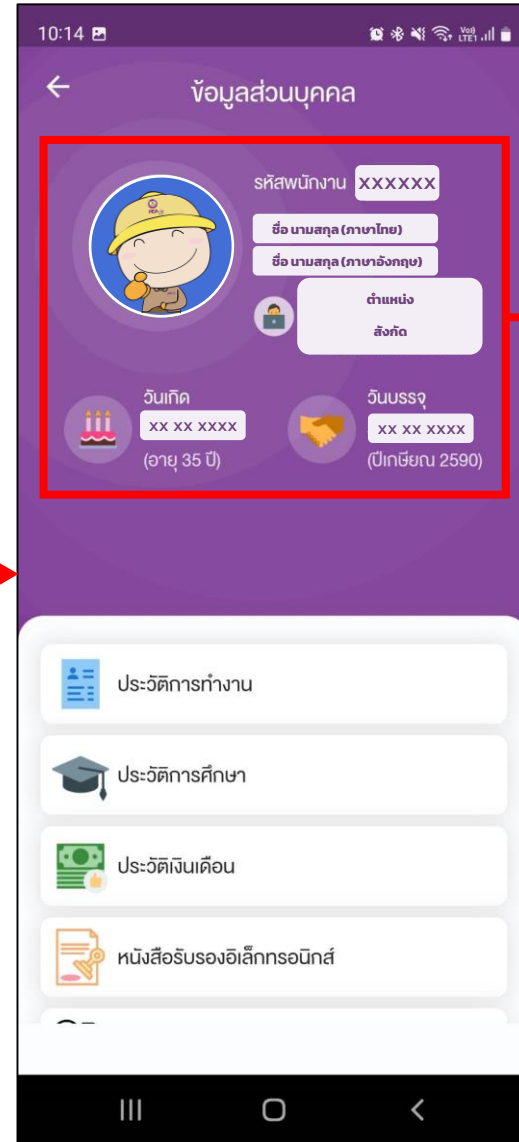 10:14
Vo)) LTE1
ข้อมูลส่วนบุคคล
รหัสพนักงาน XXXXXX
ชื่อ นามสกุล (ภาษาไทย)
ชื่อ นามสกุล (ภาษาอังกฤษ)
ตำแหน่ง
สังกัด
วันเกิด
วันบรรจุ
XX XX XXXX
XX XX XXXX
(อายุ 35 ปี)
(ปีเกษียณ 2590)
ประวัติการทำงาน
ประวัติการศึกษา
ประวัติเงินเดือน
หนังสือรับรองอิเล็กทรอนิกส์